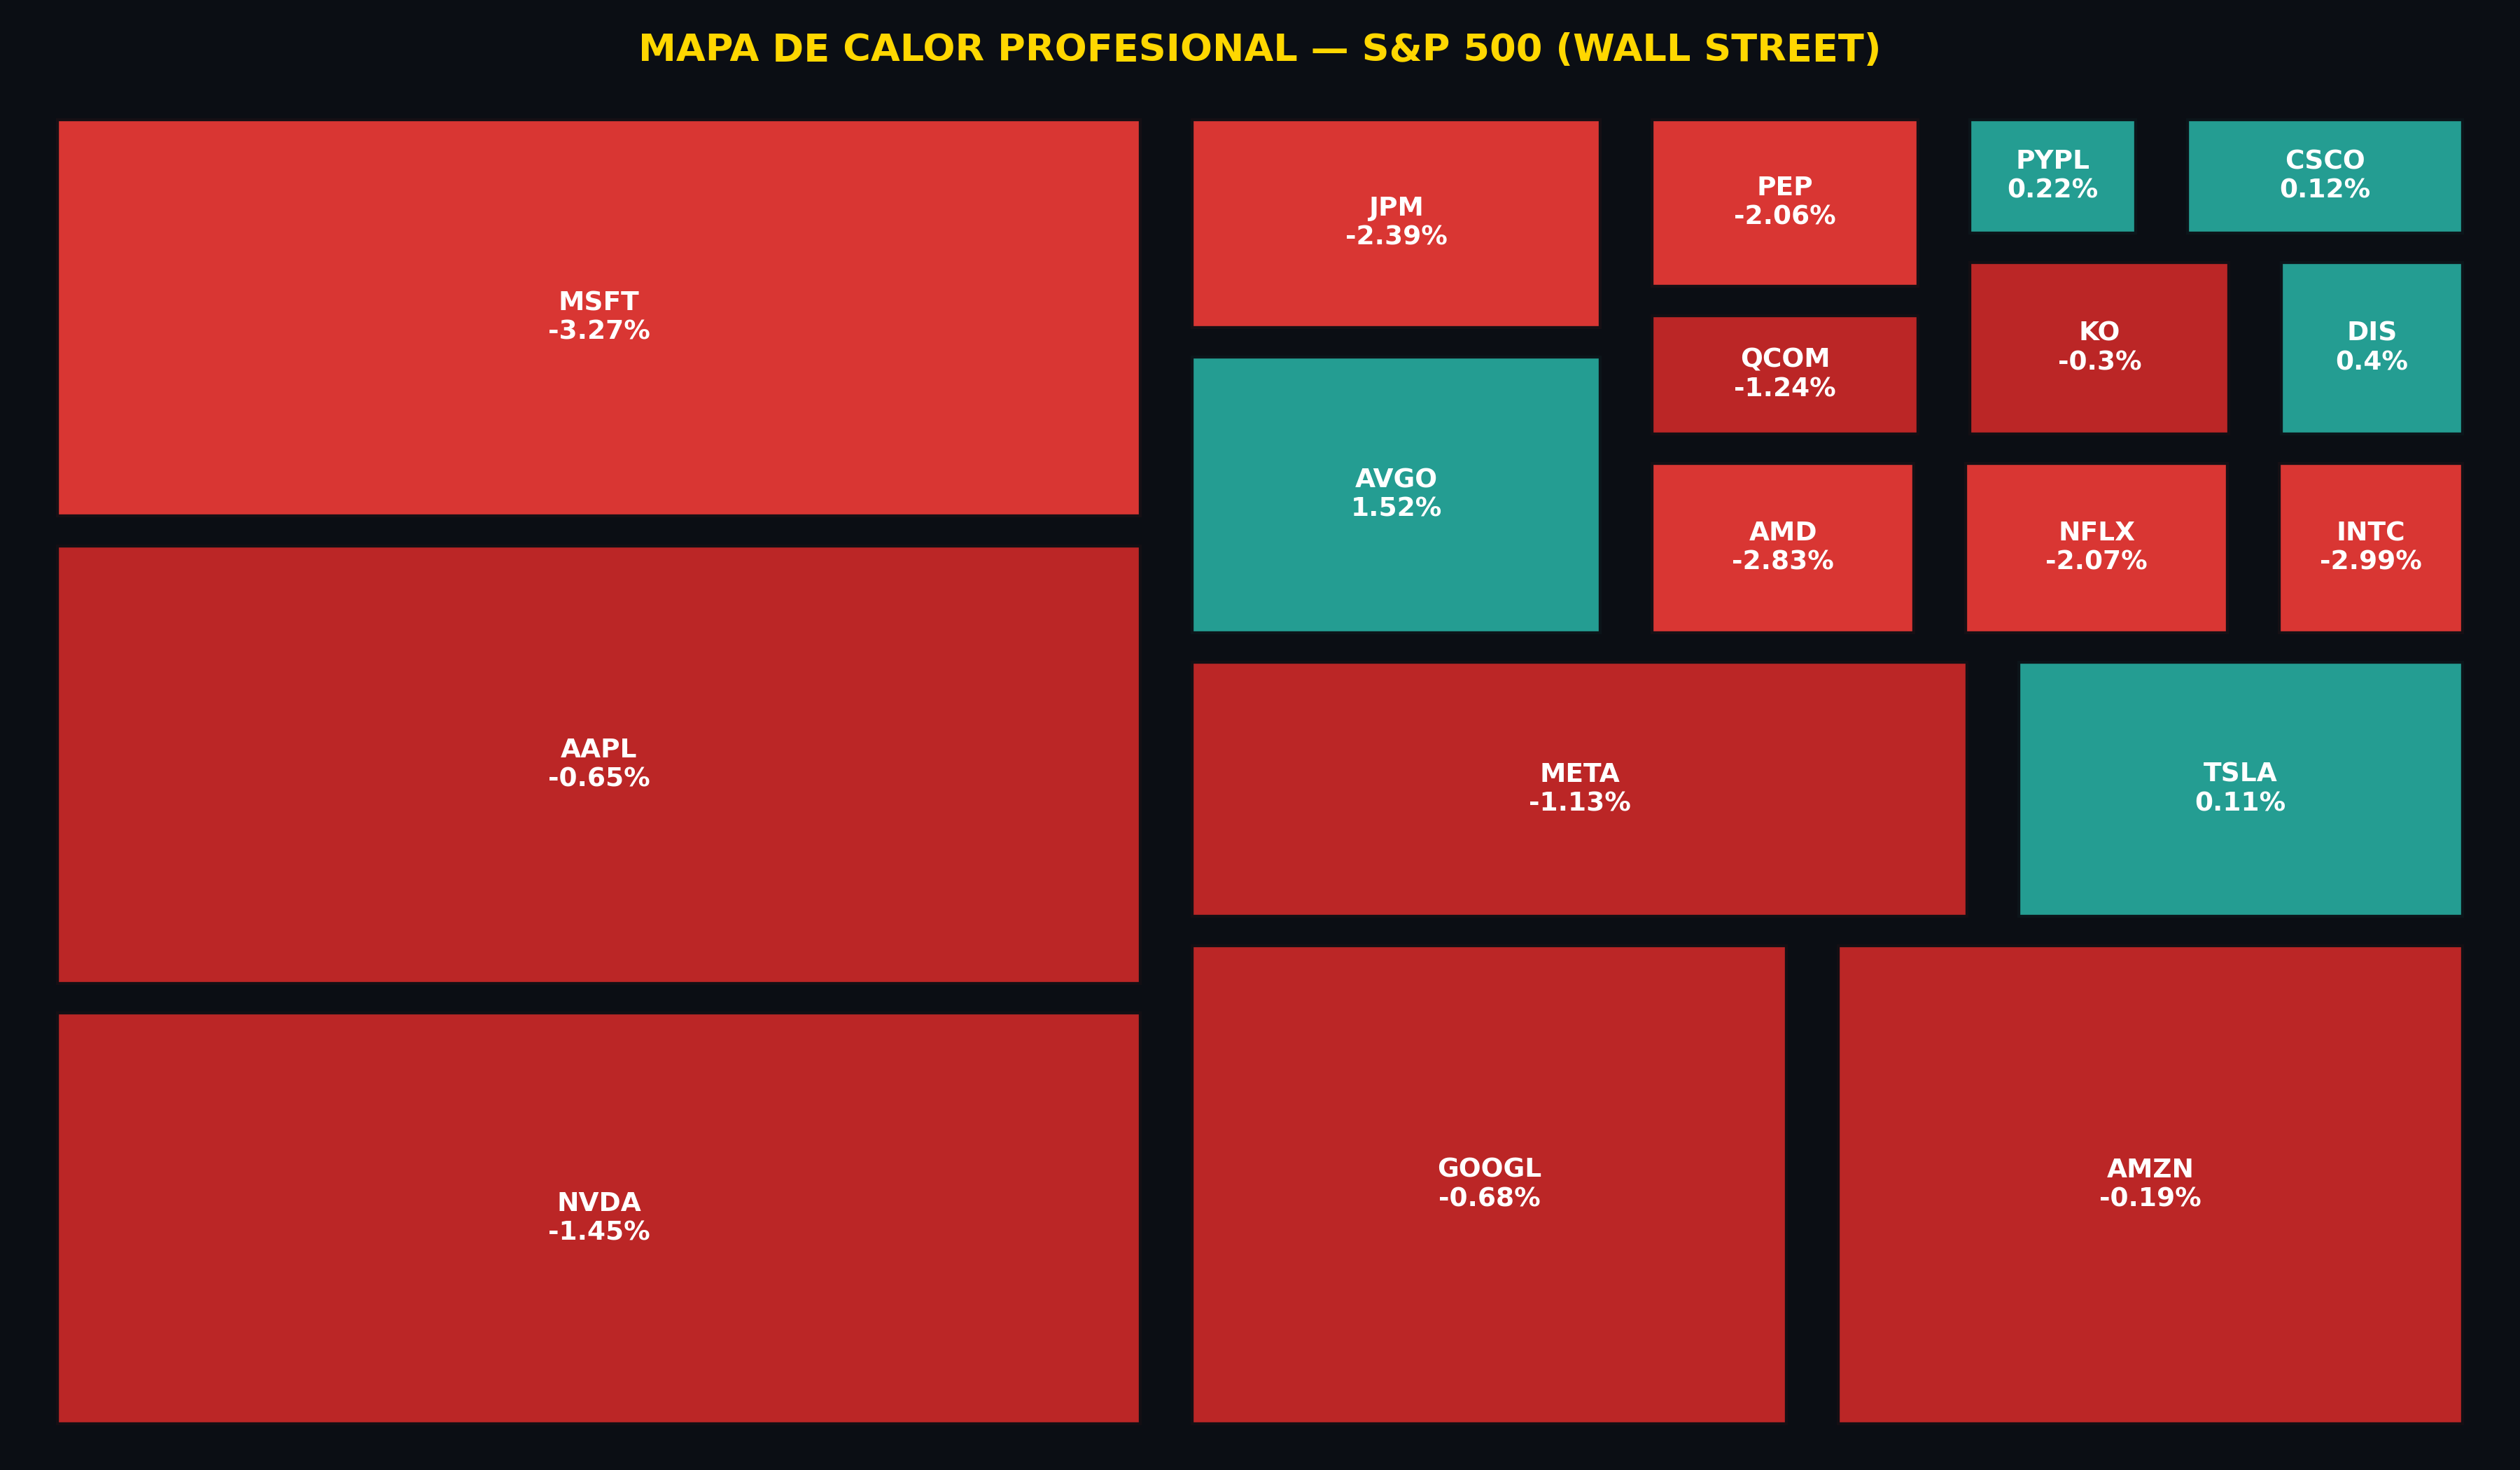 MAPA DE CALOR PROFESIONAL — S&P 500 (WALL STREET)
MSFT
-3.27%
AAPL
-0.65%
NVDA
-1.45%
JPM
-2.39%
AVGO
1.52%
PEP
-2.06%
QCOM
-1.24%
PYPL
0.22%
CSCO
0.12%
KO
-0.3%
DIS
0.4%
AMD
-2.83%
NFLX
-2.07%
INTC
-2.99%
META
-1.13%
TSLA
0.11%
GOOGL
-0.68%
AMZN
-0.19%